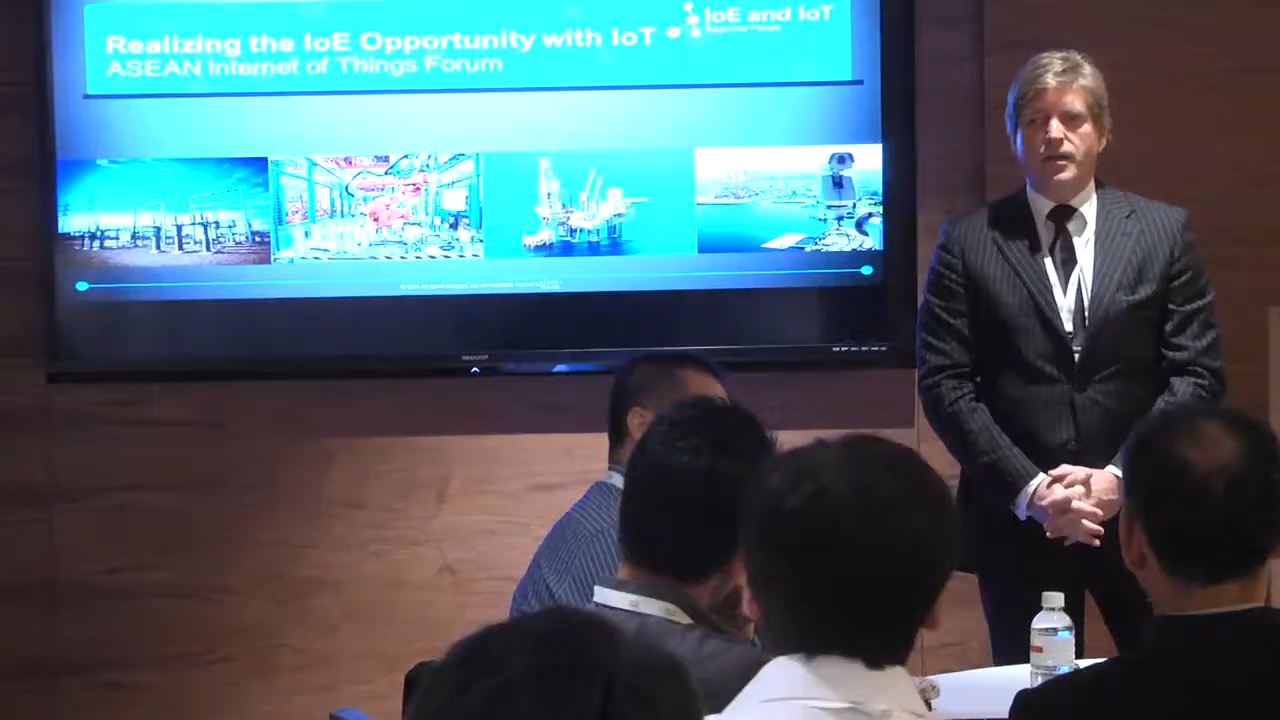 Realizing the IoE Opportunity with IoT
ASEAN Internet of Things Forum
IoE and IoT